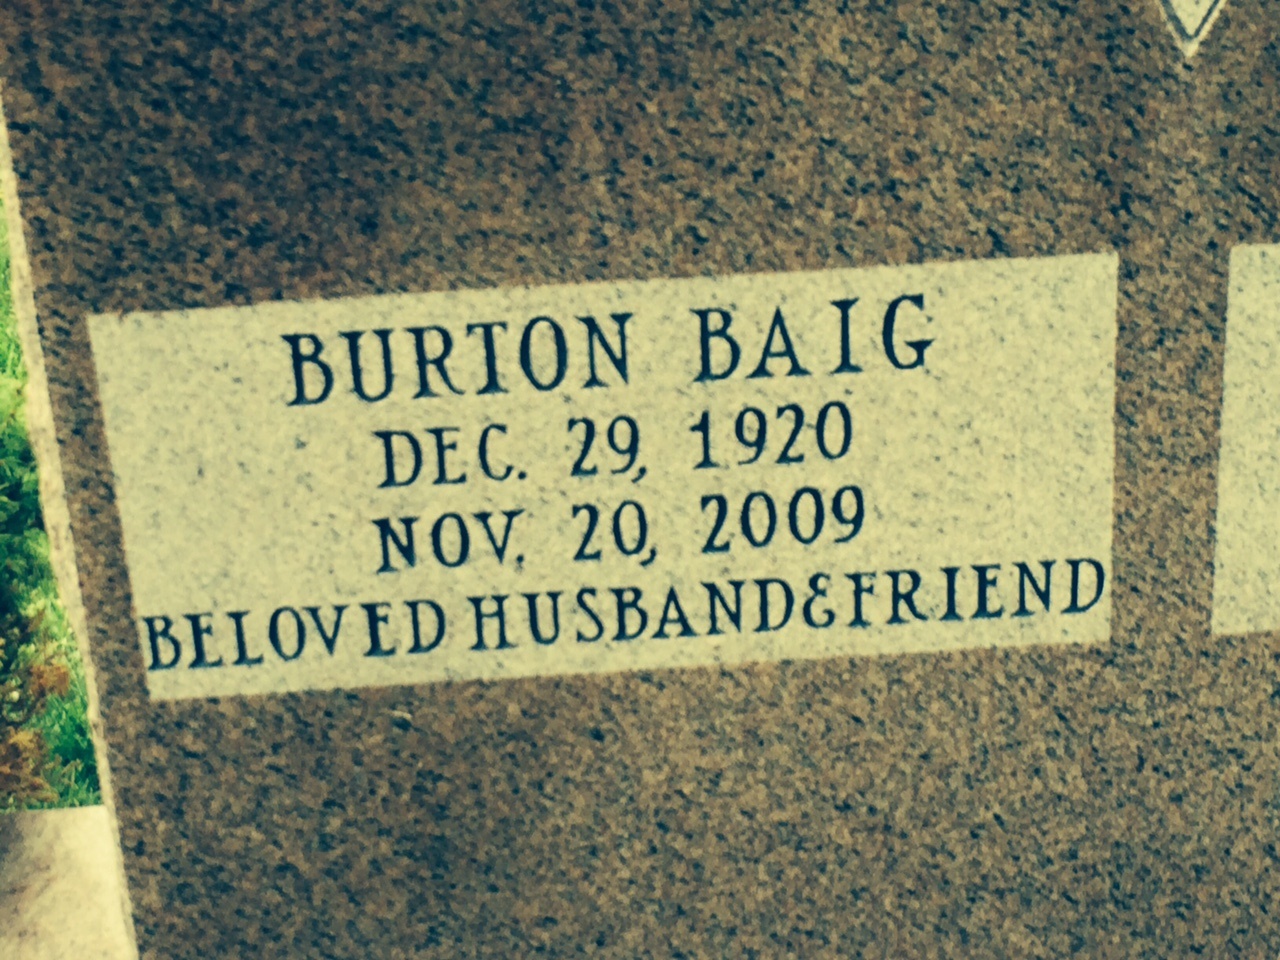 BURTON BAIG
DEC. 29, 1920
NOV. 20, 2009
BELOVED HUSBAND & FRIEND